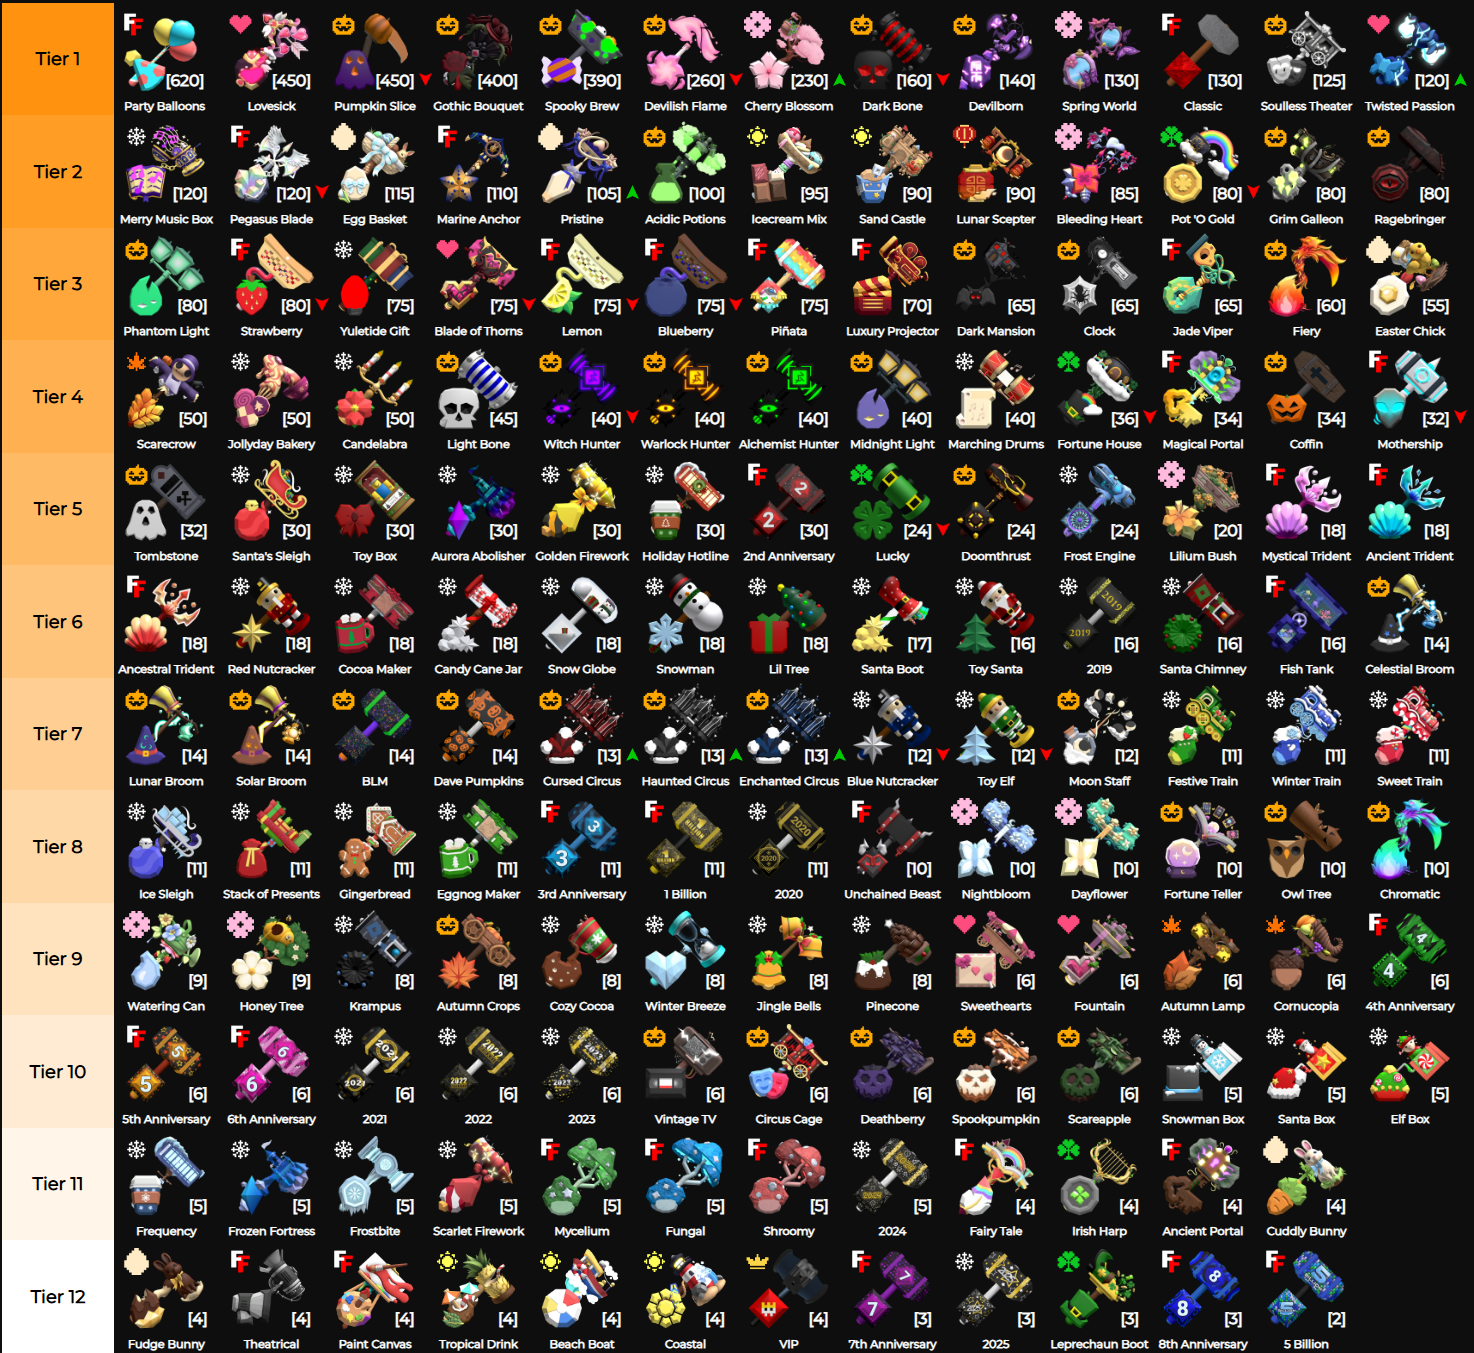 Tier 1
[620] [450] [450] [400] [390] [260] [230] [160] [140] [130] [130] [125] [120]
Party Balloons Lovesick Pumpkin Slice Gothic Bouquet Spooky Brew Devilish Flame Cherry Blossom Dark Bone Devilborn Spring World Classic Soulless Theater Twisted Passion
Tier 2
[120] [120] [115] [110] [105] [100] [95] [90] [90] [85] [80] [80] [80]
Merry Music Box Pegasus Blade Egg Basket Marine Anchor Pristine Acidic Potions Icecream Mix Sand Castle Lunar Scepter Bleeding Heart Pot 'O Gold Grim Galleon Ragebringer
Tier 3
[80] [80] [75] [75] [75] [75] [75] [70] [65] [65] [65] [60] [55]
Phantom Light Strawberry Yuletide Gift Blade of Thorns Lemon Blueberry Piñata Luxury Projector Dark Mansion Clock Jade Viper Fiery Easter Chick
Tier 4
[50] [50] [50] [45] [40] [40] [40] [40] [40] [36] [34] [34] [32]
Scarecrow Jollyday Bakery Candelabra Light Bone Witch Hunter Warlock Hunter Alchemist Hunter Midnight Light Marching Drums Fortune House Magical Portal Coffin Mothership
Tier 5
[32] [30] [30] [30] [30] [30] [30] [24] [24] [24] [20] [18] [18]
Tombstone Santa's Sleigh Toy Box Aurora Abolisher Golden Firework Holiday Hotline 2nd Anniversary Lucky Doomthrust Frost Engine Lilium Bush Mystical Trident Ancient Trident
Tier 6
[18] [18] [18] [18] [18] [18] [18] [17] [16] [16] [16] [16] [14]
Ancestral Trident Red Nutcracker Cocoa Maker Candy Cane Jar Snow Globe Snowman Lil Tree Santa Boot Toy Santa 2019 Santa Chimney Fish Tank Celestial Broom
Tier 7
[14] [14] [14] [14] [13] [13] [13] [12] [12] [12] [11] [11] [11]
Lunar Broom Solar Broom BLM Dave Pumpkins Cursed Circus Haunted Circus Enchanted Circus Blue Nutcracker Toy Elf Moon Staff Festive Train Winter Train Sweet Train
Tier 8
[11] [11] [11] [11] [11] [11] [11] [10] [10] [10] [10] [10] [10]
Ice Sleigh Stack of Presents Gingerbread Eggnog Maker 3rd Anniversary 1 Billion 2020 Unchained Beast Nightbloom Dayflower Fortune Teller Owl Tree Chromatic
Tier 9
[9] [9] [8] [8] [8] [8] [8] [8] [6] [6] [6] [6] [6]
Watering Can Honey Tree Krampus Autumn Crops Cozy Cocoa Winter Breeze Jingle Bells Pinecone Sweethearts Fountain Autumn Lamp Cornucopia 4th Anniversary
Tier 10
[6] [6] [6] [6] [6] [6] [6] [6] [6] [6] [5] [5] [5]
5th Anniversary 6th Anniversary 2021 2022 2023 Vintage TV Circus Cage Deathberry Spookpumpkin Scareapple Snowman Box Santa Box Elf Box
Tier 11
[5] [5] [5] [5] [5] [5] [5] [5] [4] [4] [4] [4]
Frequency Frozen Fortress Frostbite Scarlet Firework Mycelium Fungal Shroomy 2024 Fairy Tale Irish Harp Ancient Portal Cuddly Bunny
Tier 12
[4] [4] [4] [4] [4] [4] [4] [3] [3] [3] [3] [2]
Fudge Bunny Theatrical Paint Canvas Tropical Drink Beach Boat Coastal VIP 7th Anniversary 2025 Leprechaun Boot 8th Anniversary 5 Billion